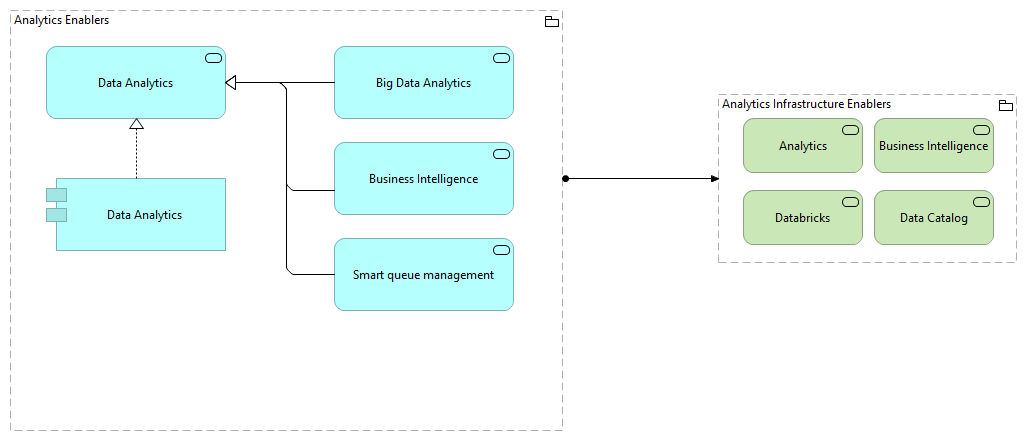 Analytics Enablers
Data Analytics
Big Data Analytics
Business Intelligence
Data Analytics
Smart queue management
Analytics Infrastructure Enablers
Analytics
Business Intelligence
Databricks
Data Catalog